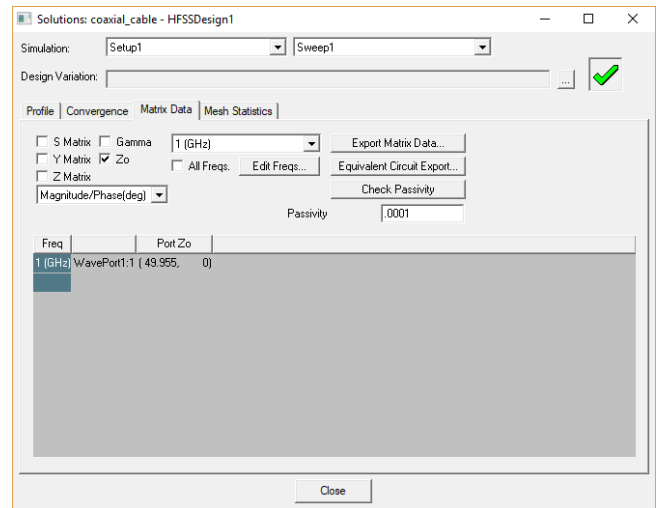 Solutions: coaxial_cable - HFSSDesign1
Simulation: Setup1 Sweep1
Design Variation: ...
Profile Convergence Matrix Data Mesh Statistics
S Matrix Gamma 1 (GHz) Export Matrix Data...
Y Matrix Zo All Freqs. Edit Freqs... Equivalent Circuit Export...
Z Matrix Check Passivity
Magnitude/Phase(deg)
Passivity .0001
Freq Port Zo
1 (GHz) WavePort1:1 ( 49.955, 0)
Close